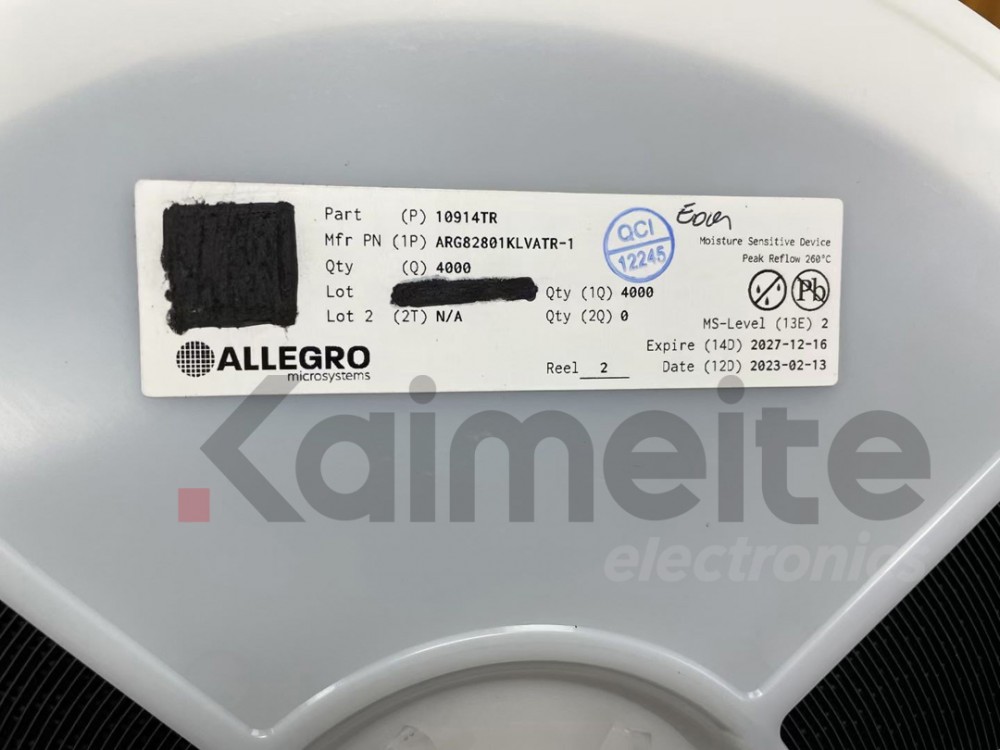 Part (P) 10914TR
Mfr PN (1P) ARG82801KLVATR-1
Qty (Q) 4000
Lot
Qty (1Q) 4000
Lot 2 (2T) N/A
Qty (2Q) 0
ALLEGRO
microsystems
Reel 2
QCI
12245
Moisture Sensitive Device
Peak Reflow 260°C
Pb
MS-Level (13E) 2
Expire (14D) 2027-12-16
Date (12D) 2023-02-13
Kaimeite
electronics